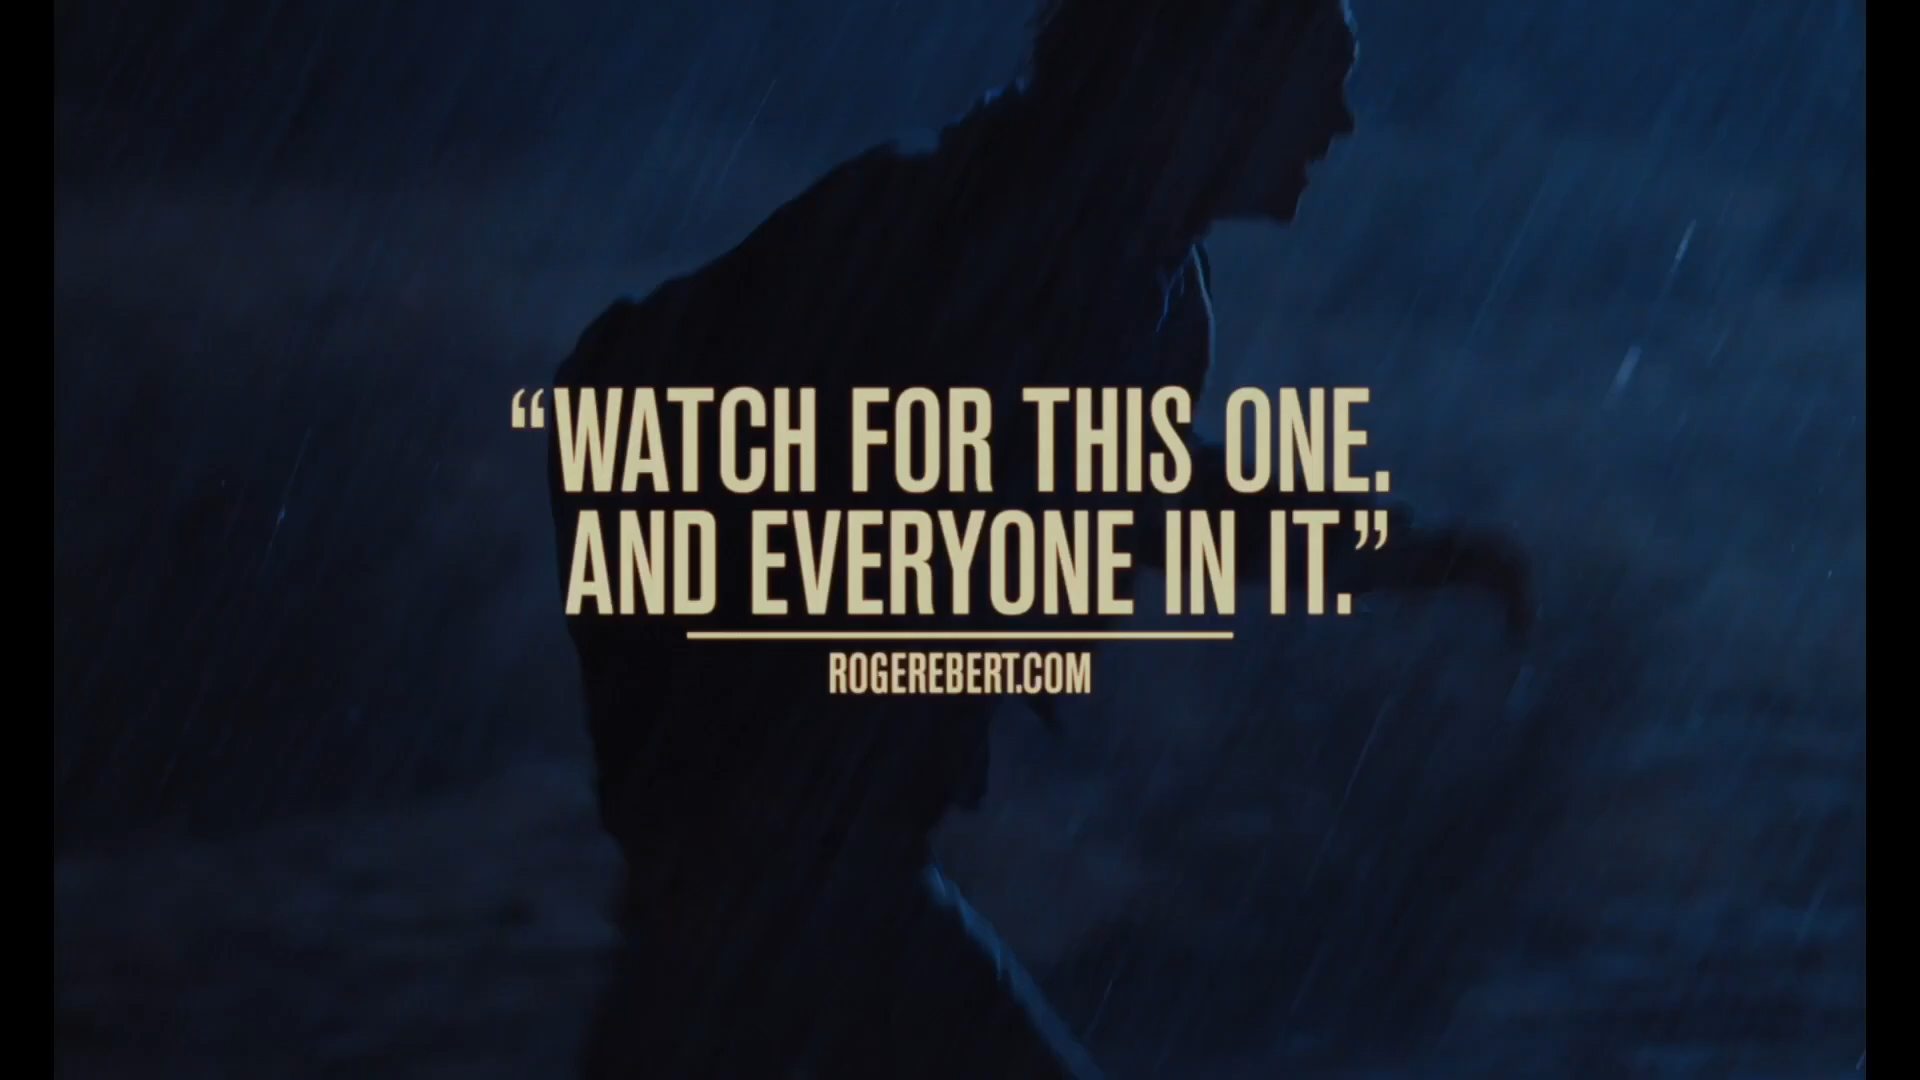 “WATCH FOR THIS ONE.
AND EVERYONE IN IT.”
ROGEREBERT.COM